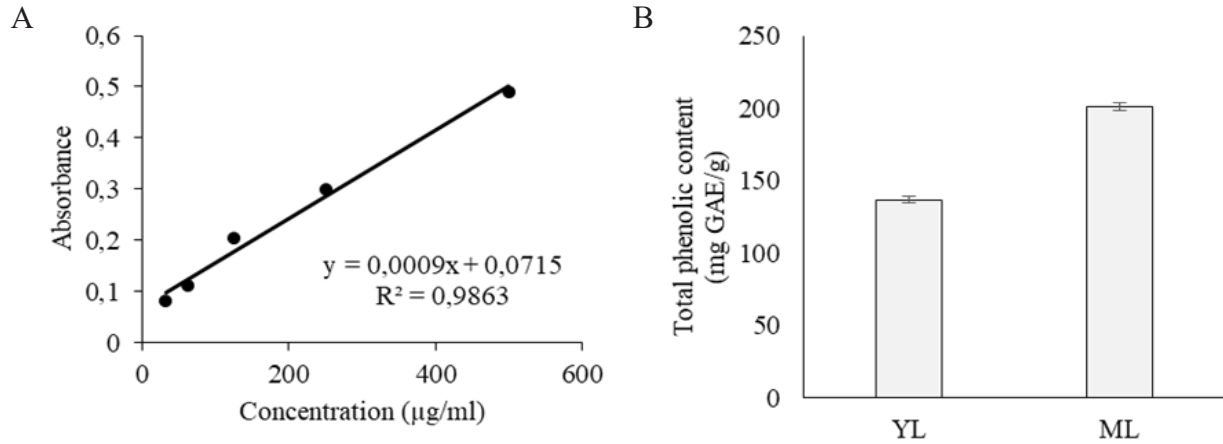 A
Absorbance
0,6
0,5
0,4
0,3
0,2
0,1
0
y = 0,0009x + 0,0715
R² = 0,9863
0 200 400 600
Concentration (µg/ml)
B
Total phenolic content
(mg GAE/g)
250
200
150
100
50
0
YL ML